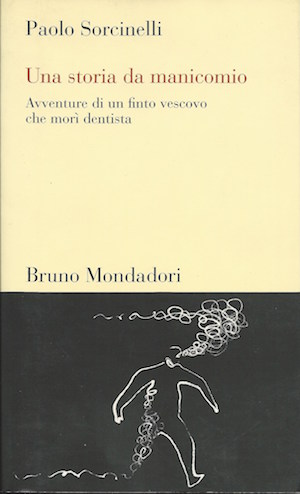 Paolo Sorcinelli
Una storia da manicomio
Avventure di un finto vescovo
che morì dentista
Bruno Mondadori